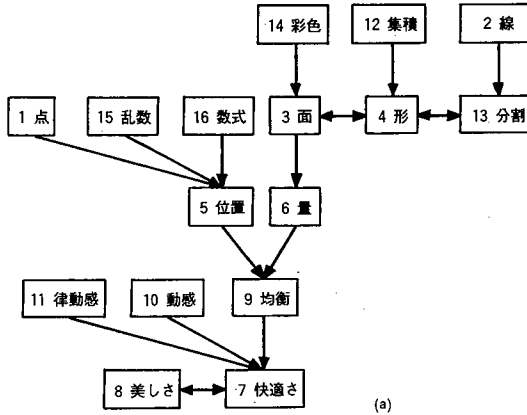 14 彩色
12 集積
2 線
1 点
15 乱数
16 数式
3 面
4 形
13 分割
5 位置
6 量
11 律動感
10 動感
9 均衡
8 美しさ
7 快適さ
(a)